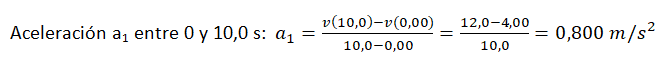 Aceleración a₁ entre 0 y 10,0 s: a₁ = (v(10,0)−v(0,00))/(10,0−0,00) = (12,0−4,00)/(10,0) = 0,800 m/s²